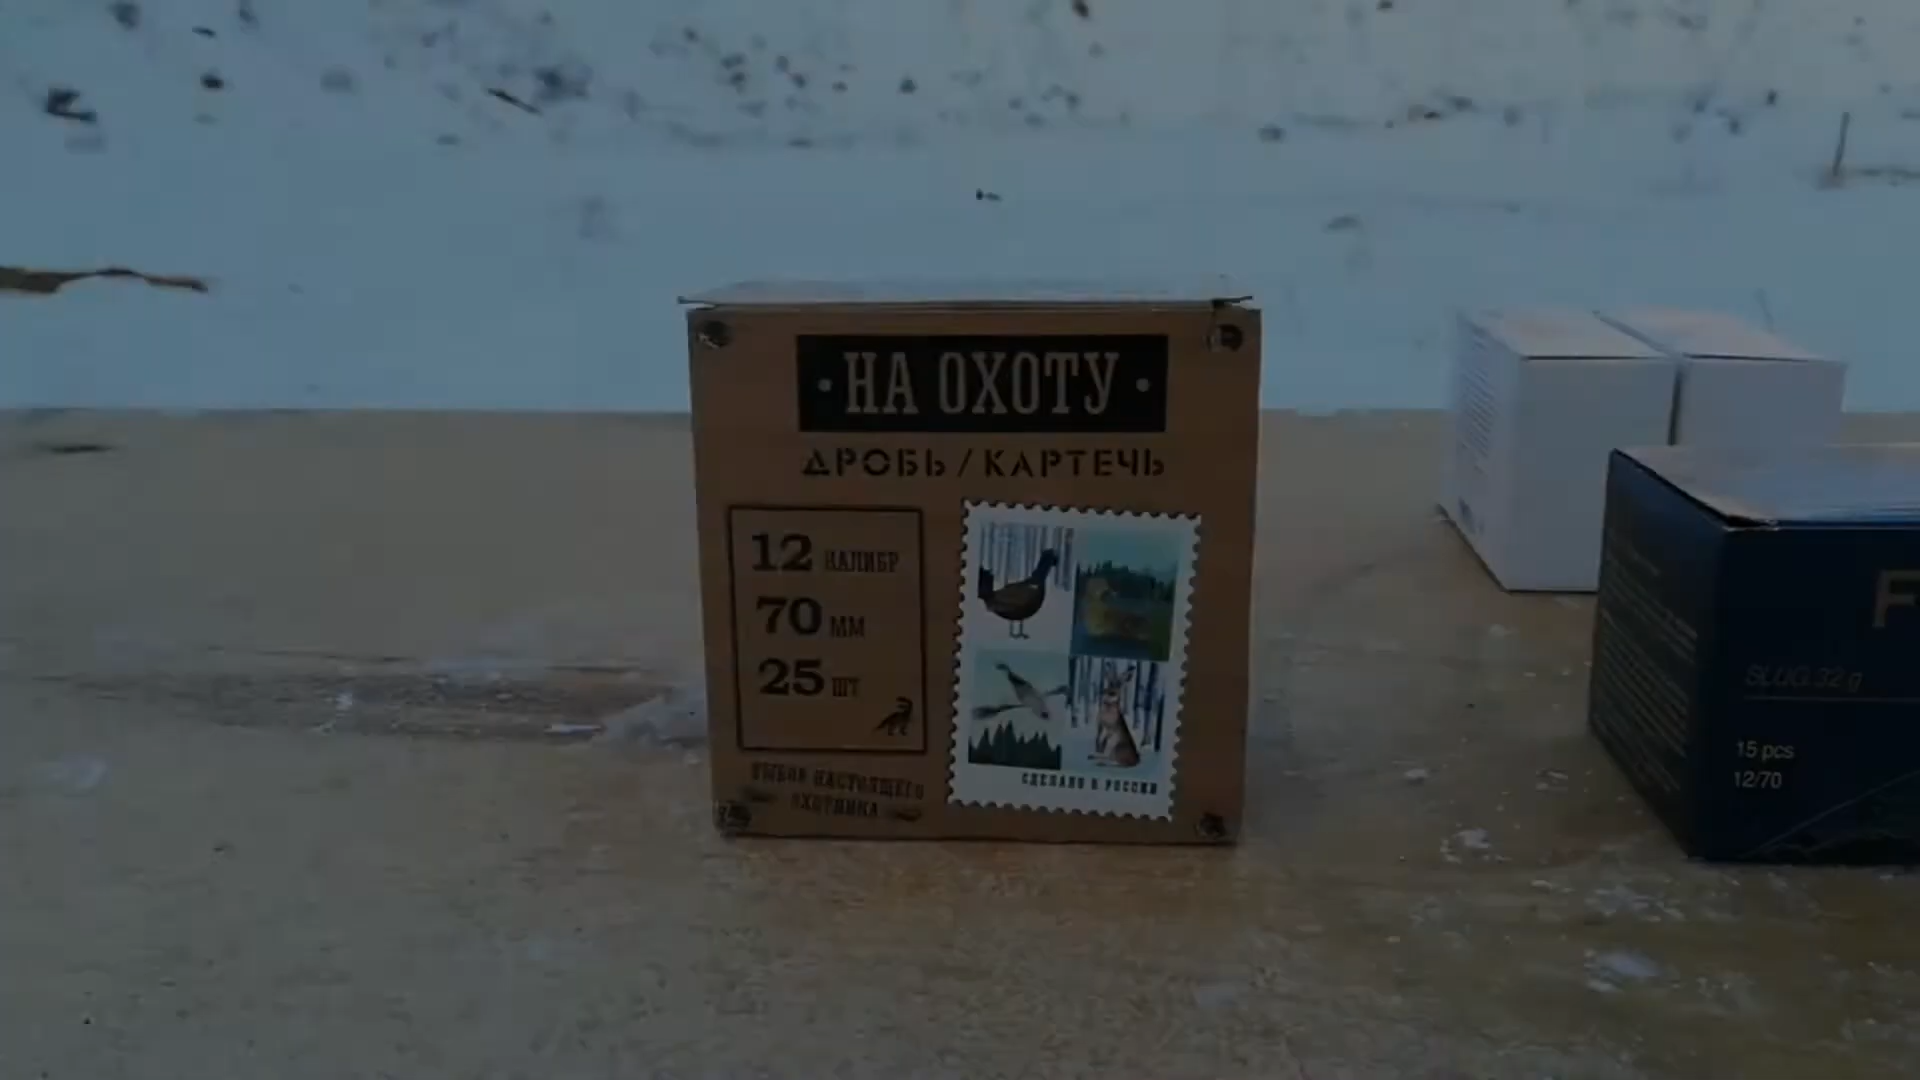 НА ОХОТУ
ДРОБЬ / КАРТЕЧЬ
12 КАЛИБР
70 ММ
25 ШТ
ВЫБОР НАСТОЯЩЕГО
ОХОТНИКА
СДЕЛАНО В РОССИИ
F
SLUG 32 g
15 pcs
12/70